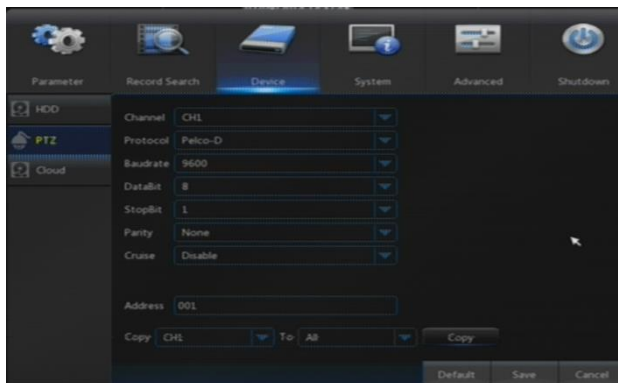 Parameter Record Search Device System Advanced Shutdown
HDD
PTZ
Cloud
Channel CH1
Protocol Pelco-D
Baudrate 9600
DataBit 8
StopBit 1
Parity None
Cruise Disable
Address 001
Copy CH1 To All Copy
Default Save Cancel